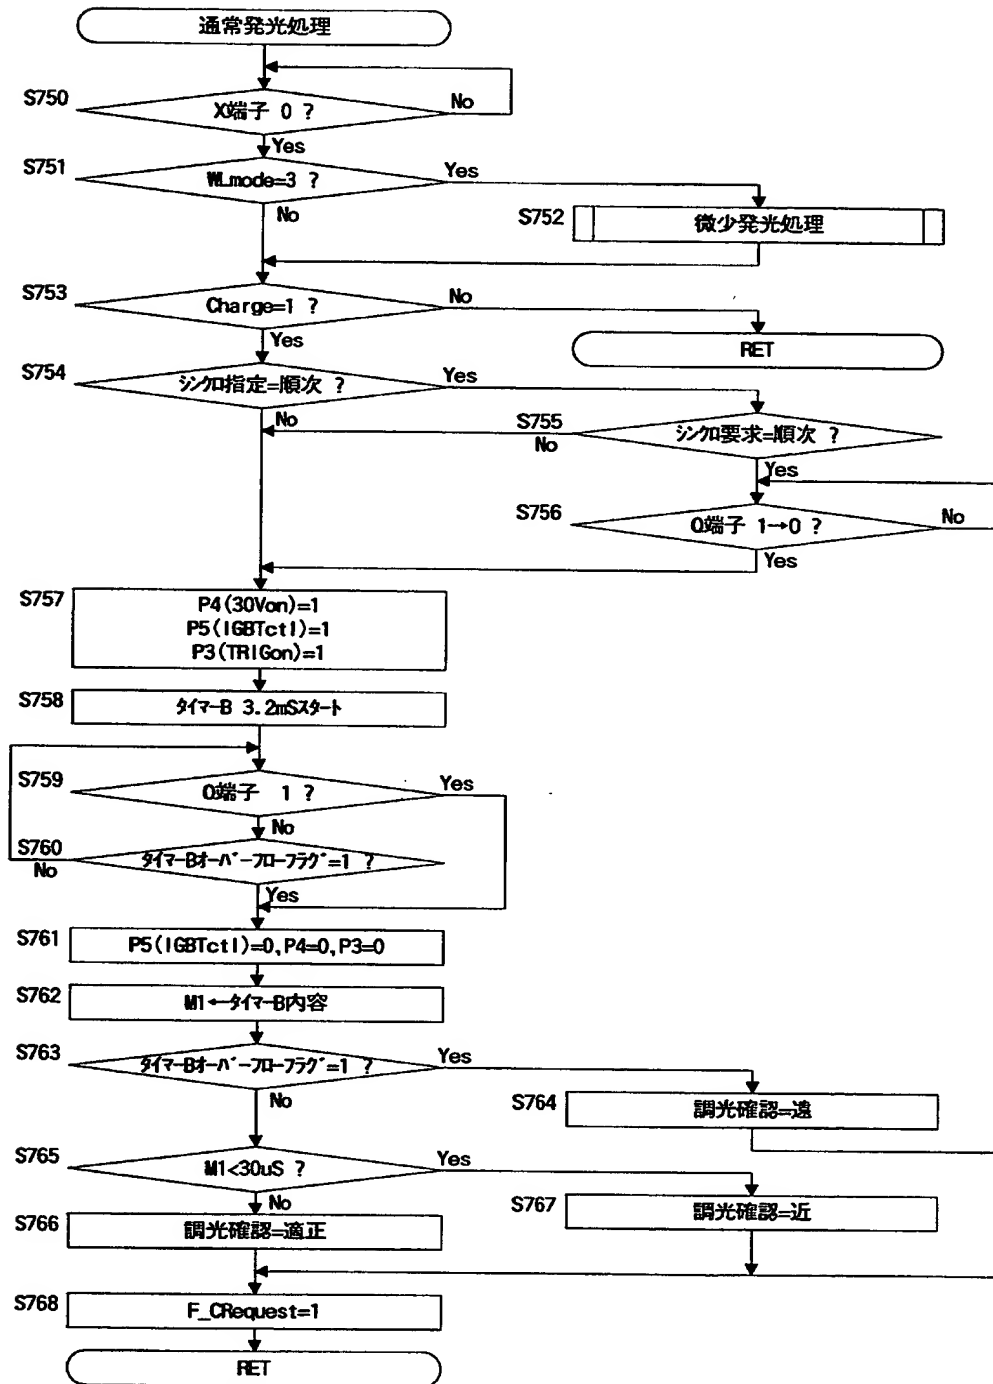 通常発光処理
S750
X端子 0 ?
No
Yes
S751
WLmode=3 ?
Yes
No
S752
微少発光処理
S753
Charge=1 ?
No
Yes
RET
S754
シンクロ指定=順次 ?
Yes
No
S755
シンクロ要求=順次 ?
No
Yes
S756
Q端子 1→0 ?
No
Yes
S757
P4(30Von)=1
P5(IGBTctl)=1
P3(TRIGon)=1
S758
タイマーB 3.2mSスタート
S759
Q端子 1 ?
Yes
No
S760
タイマーBオーバーフローフラグ=1 ?
No
Yes
S761
P5(IGBTctl)=0,P4=0,P3=0
S762
M1←タイマーB内容
S763
タイマーBオーバーフローフラグ=1 ?
Yes
No
S764
調光確認=遠
S765
M1<30uS ?
Yes
No
S766
調光確認=適正
S767
調光確認=近
S768
F_CRequest=1
RET